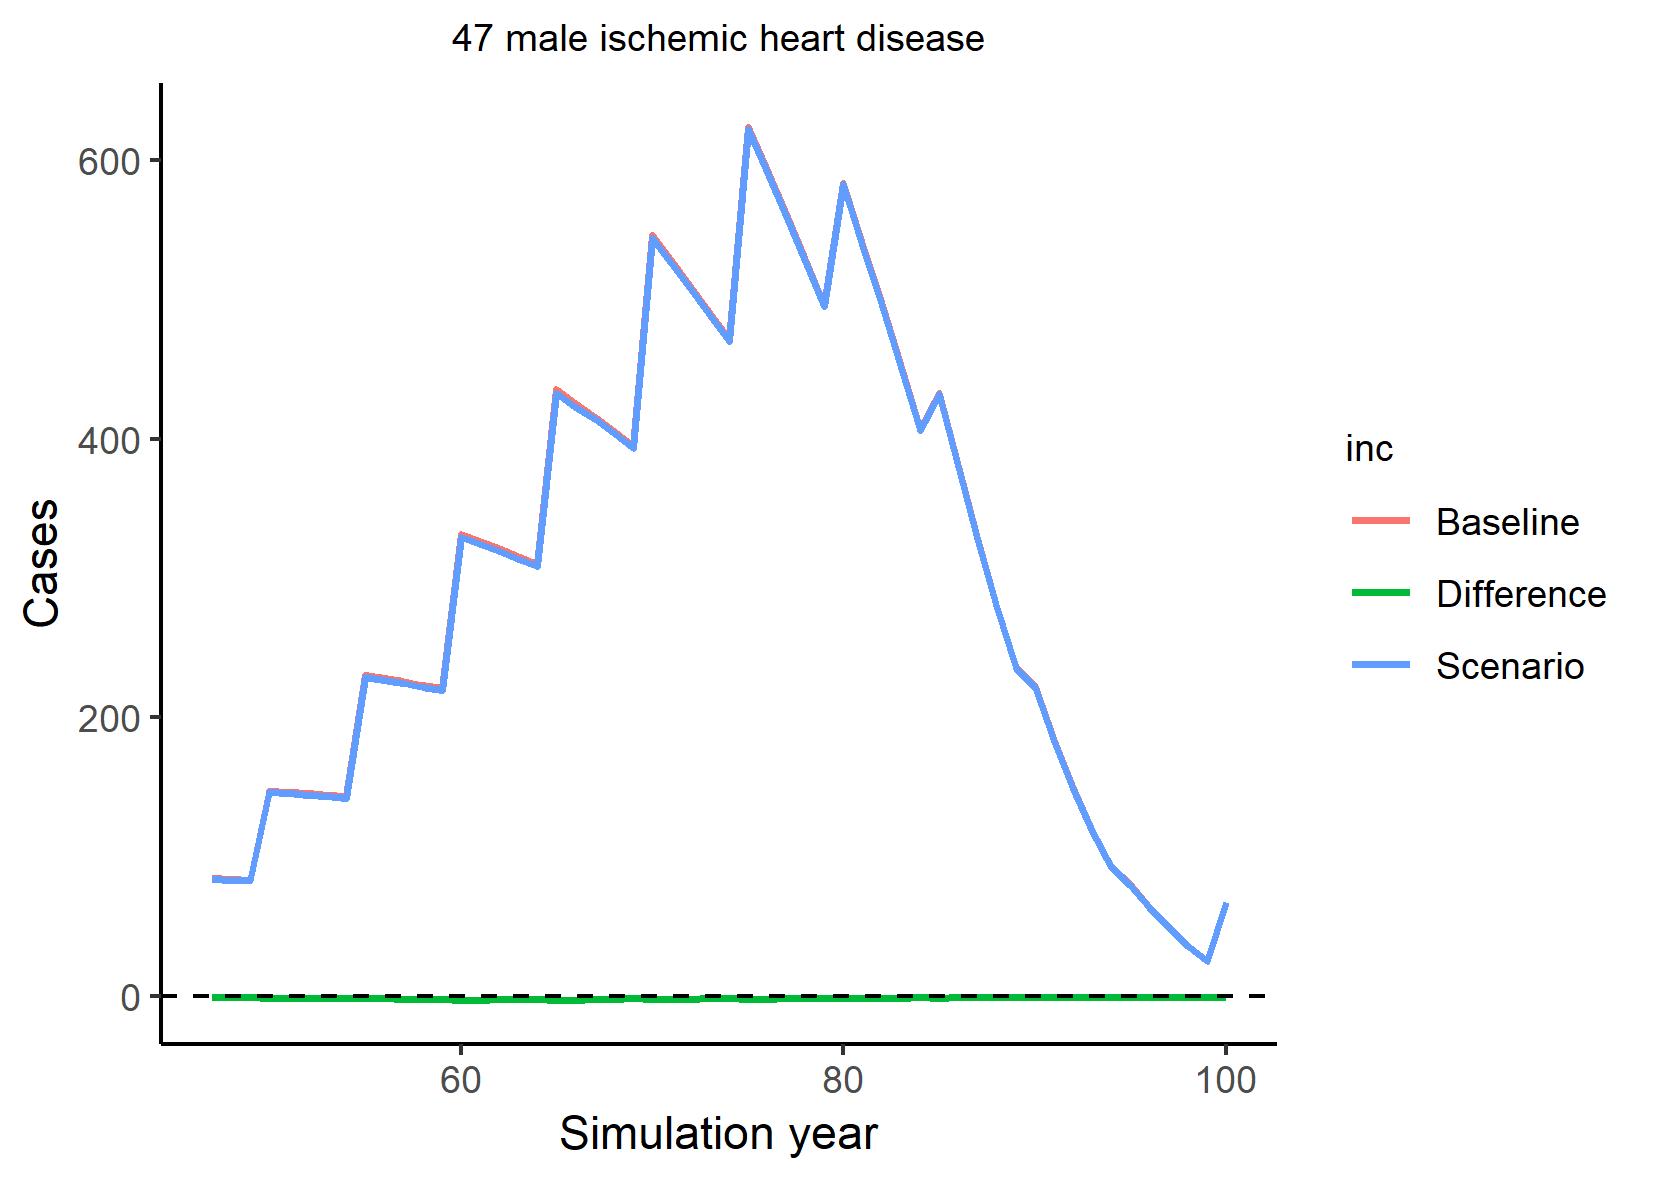 47 male ischemic heart disease
600
400
200
0
Cases
60
80
100
Simulation year
inc
Baseline
Difference
Scenario